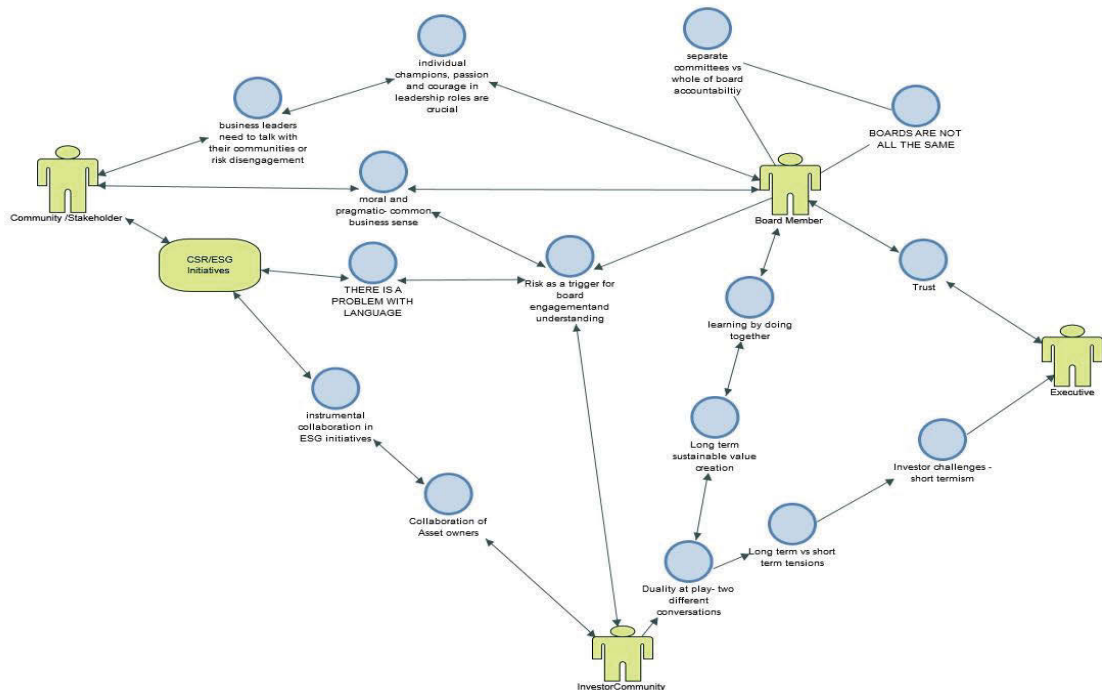 individual
champions, passion
and courage in
leadership roles are
crucial
separate
committees vs
whole of board
accountabiltiy
business leaders
need to talk with
their communities or
risk disengagement
BOARDS ARE NOT
ALL THE SAME
Community /Stakeholder
moral and
pragmatic- common
business sense
Board Member
CSR/ESG
Initiatives
THERE IS A
PROBLEM WITH
LANGUAGE
Risk as a trigger for
board
engagementand
understanding
Trust
learning by doing
together
Executive
instrumental
collaboration in
ESG initiatives
Long term
sustainable value
creation
Investor challenges -
short termism
Collaboration of
Asset owners
Long term vs short
term tensions
Duality at play- two
different
conversations
InvestorCommunity